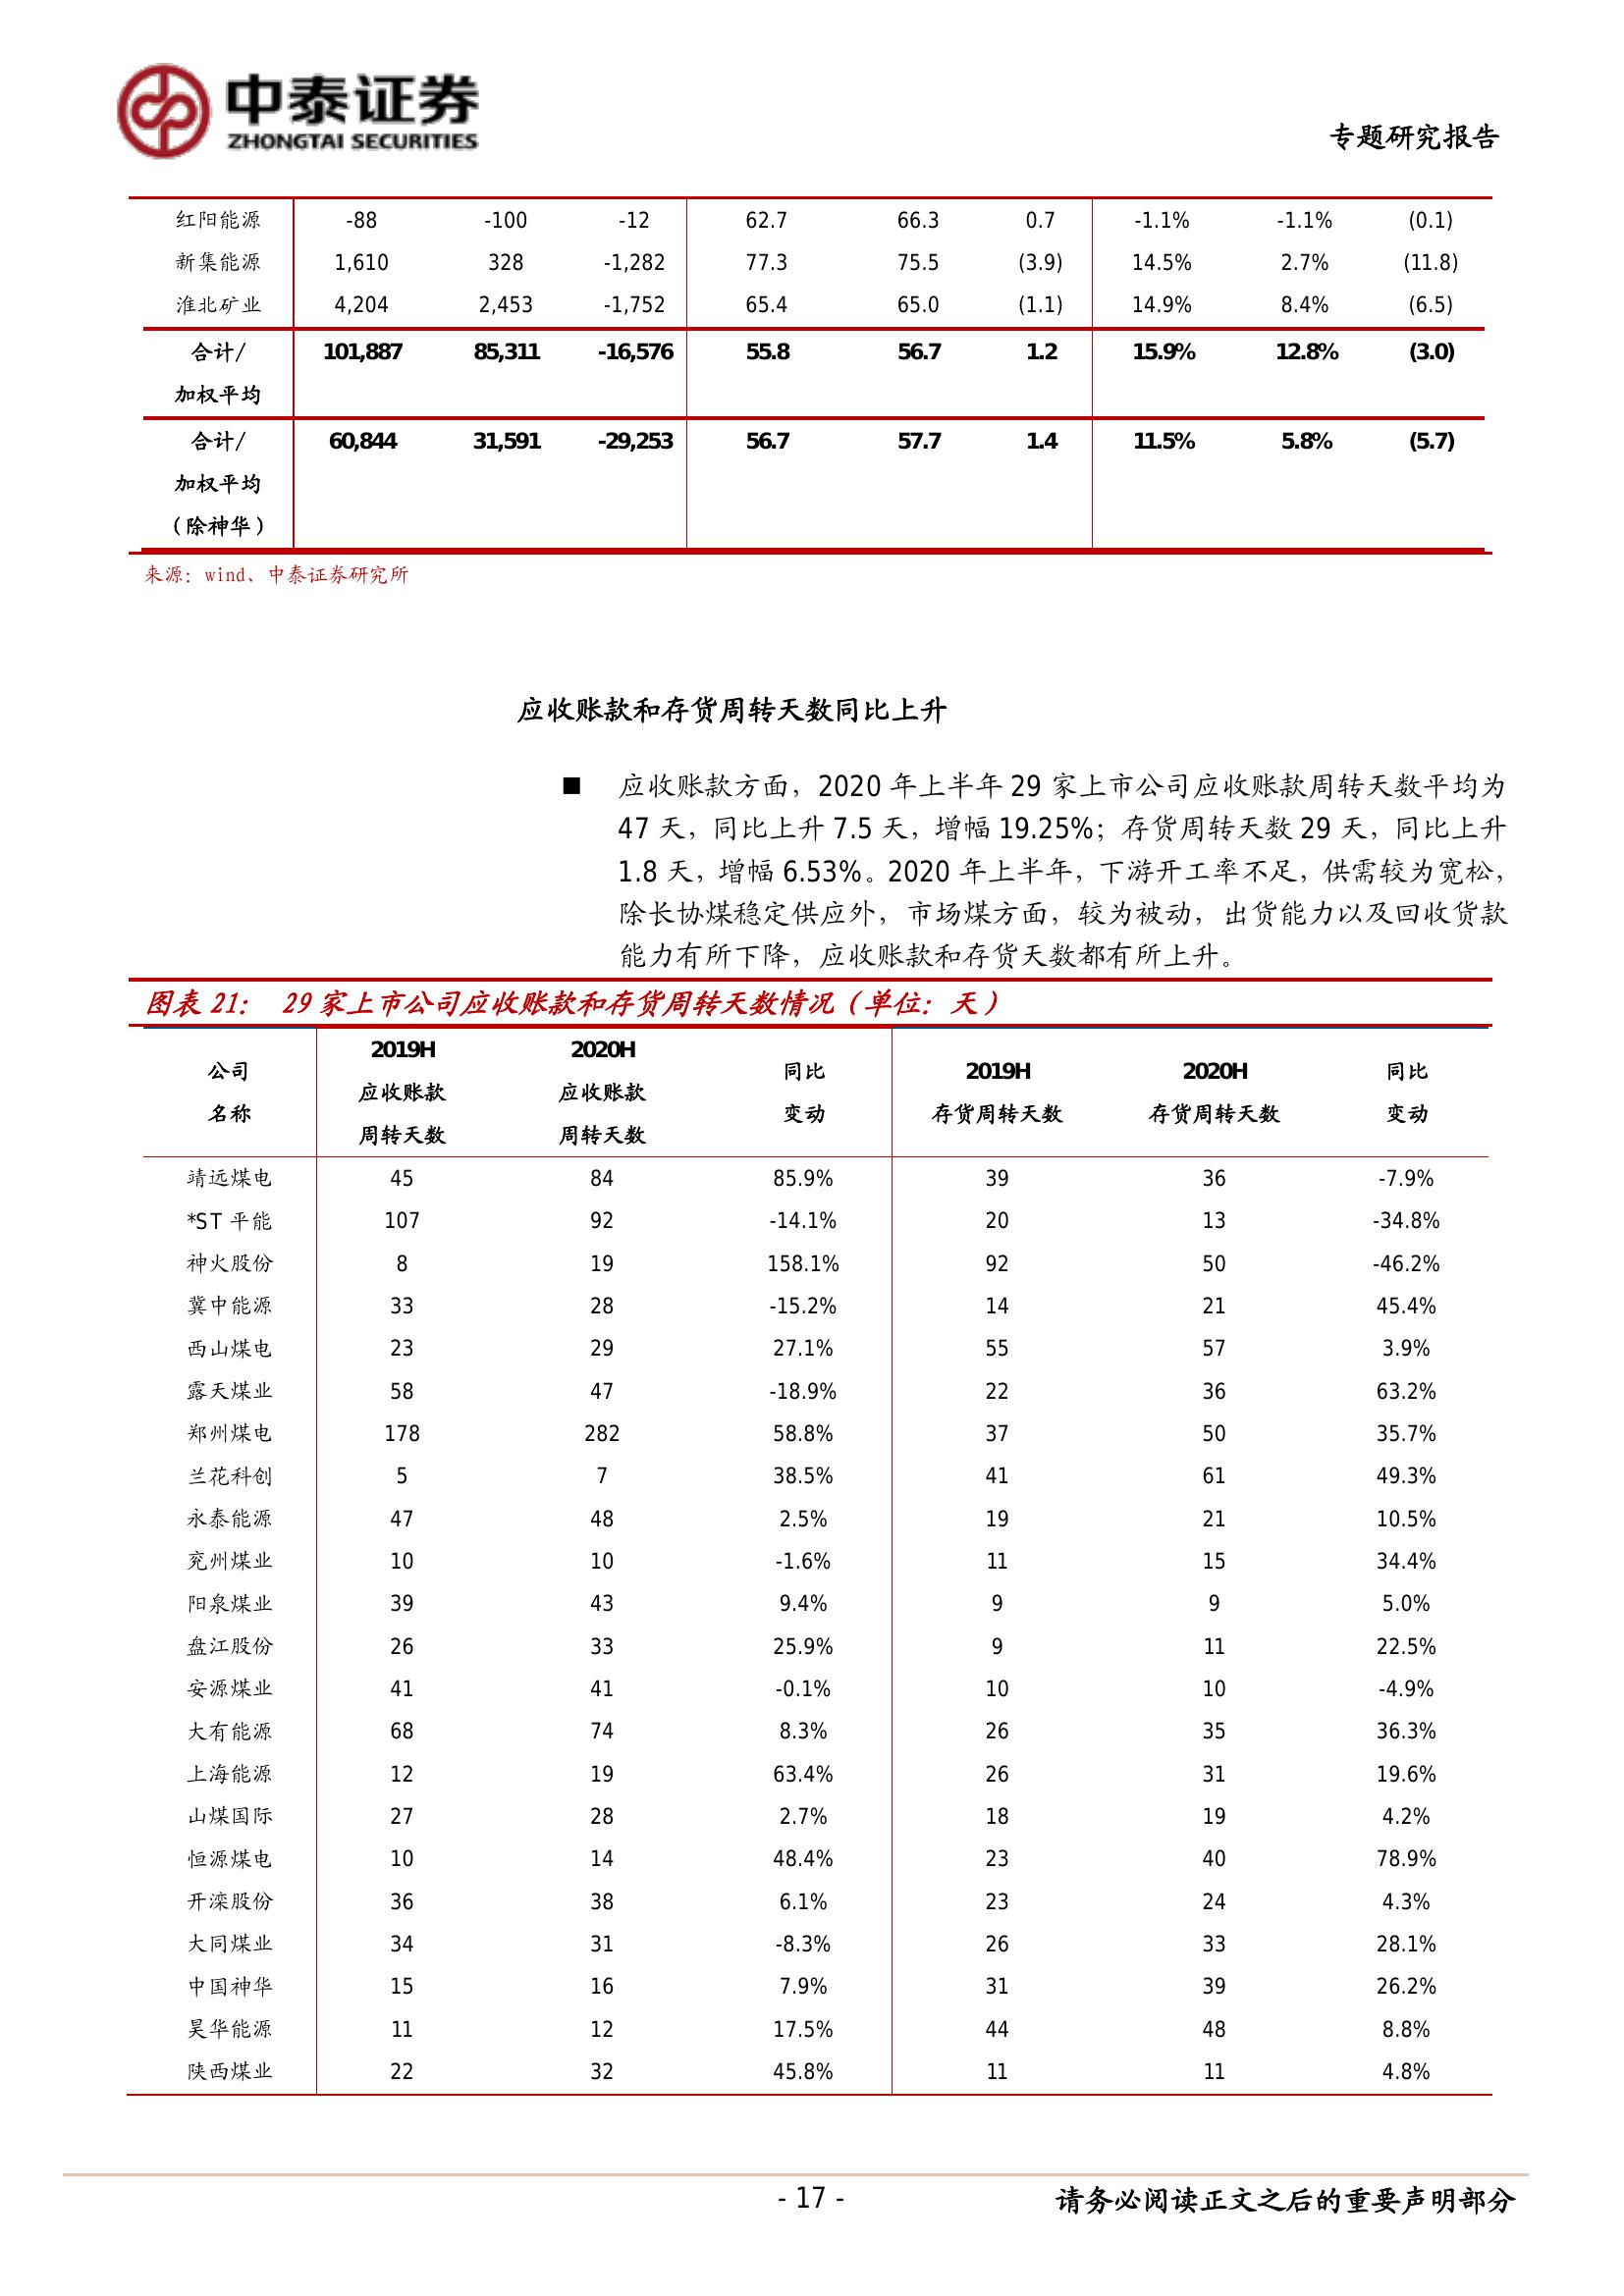 中泰证券
ZHONGTAI SECURITIES
专题研究报告
红阳能源 -88 -100 -12 62.7 66.3 0.7 -1.1% -1.1% (0.1)
新集能源 1,610 328 -1,282 77.3 75.5 (3.9) 14.5% 2.7% (11.8)
淮北矿业 4,204 2,453 -1,752 65.4 65.0 (1.1) 14.9% 8.4% (6.5)
合计/ 101,887 85,311 -16,576 55.8 56.7 1.2 15.9% 12.8% (3.0)
加权平均
合计/ 60,844 31,591 -29,253 56.7 57.7 1.4 11.5% 5.8% (5.7)
加权平均
（除神华）
来源：wind、中泰证券研究所
应收账款和存货周转天数同比上升
■ 应收账款方面，2020 年上半年 29 家上市公司应收账款周转天数平均为
47 天，同比上升 7.5 天，增幅 19.25%；存货周转天数 29 天，同比上升
1.8 天，增幅 6.53%。2020 年上半年，下游开工率不足，供需较为宽松，
除长协煤稳定供应外，市场煤方面，较为被动，出货能力以及回收货款
能力有所下降，应收账款和存货天数都有所上升。
图表 21： 29 家上市公司应收账款和存货周转天数情况（单位：天）
公司
名称
2019H
应收账款
周转天数
2020H
应收账款
周转天数
同比
变动
2019H
存货周转天数
2020H
存货周转天数
同比
变动
靖远煤电 45 84 85.9% 39 36 -7.9%
*ST 平能 107 92 -14.1% 20 13 -34.8%
神火股份 8 19 158.1% 92 50 -46.2%
冀中能源 33 28 -15.2% 14 21 45.4%
西山煤电 23 29 27.1% 55 57 3.9%
露天煤业 58 47 -18.9% 22 36 63.2%
郑州煤电 178 282 58.8% 37 50 35.7%
兰花科创 5 7 38.5% 41 61 49.3%
永泰能源 47 48 2.5% 19 21 10.5%
兖州煤业 10 10 -1.6% 11 15 34.4%
阳泉煤业 39 43 9.4% 9 9 5.0%
盘江股份 26 33 25.9% 9 11 22.5%
安源煤业 41 41 -0.1% 10 10 -4.9%
大有能源 68 74 8.3% 26 35 36.3%
上海能源 12 19 63.4% 26 31 19.6%
山煤国际 27 28 2.7% 18 19 4.2%
恒源煤电 10 14 48.4% 23 40 78.9%
开滦股份 36 38 6.1% 23 24 4.3%
大同煤业 34 31 -8.3% 26 33 28.1%
中国神华 15 16 7.9% 31 39 26.2%
昊华能源 11 12 17.5% 44 48 8.8%
陕西煤业 22 32 45.8% 11 11 4.8%
- 17 -
请务必阅读正文之后的重要声明部分